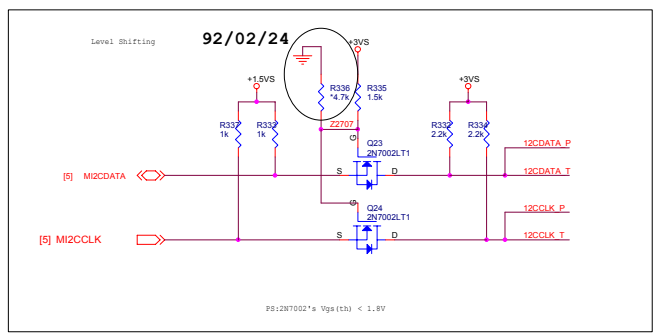 Level Shifting
92/02/24
+3VS
+1.5VS
+3VS
R336
*4.7k
R335
1.5k
R337
1k
R333
1k
Z2707
R332
2.2k
R334
2.2k
G
Q23
2N7002LT1
12CDATA_P
[5] MI2CDATA
S
D
12CDATA_T
G
Q24
2N7002LT1
12CCLK_P
[5] MI2CCLK
S
D
12CCLK_T
PS:2N7002's Vgs(th) < 1.8V